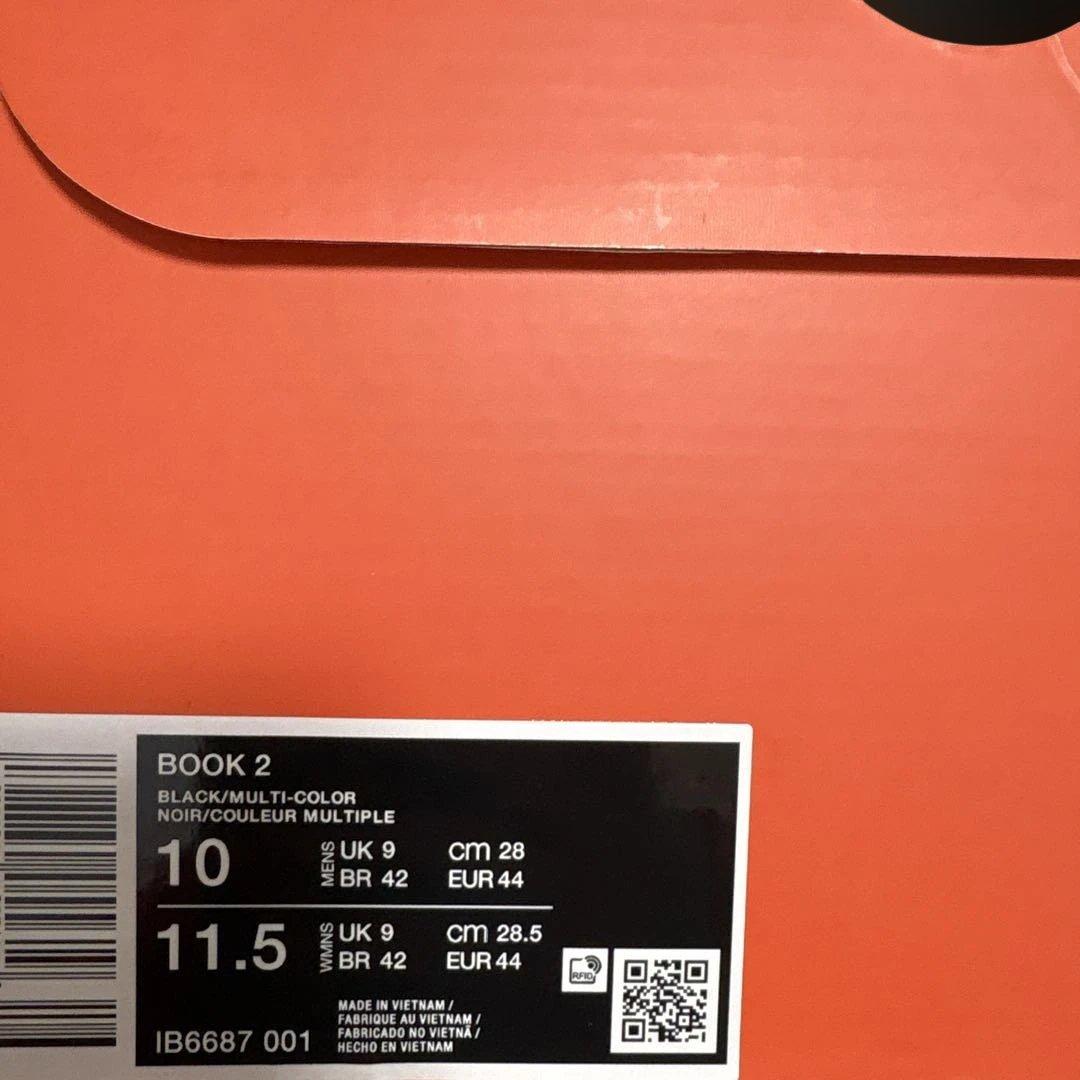 BOOK 2
BLACK/MULTI-COLOR
NOIR/COULEUR MULTIPLE
10 MENS UK 9 cm 28
BR 42 EUR 44
11.5 WMNS UK 9 cm 28.5
BR 42 EUR 44
RFID
MADE IN VIETNAM /
FABRIQUE AU VIETNAM /
FABRICADO NO VIETNÃ /
IB6687 001 HECHO EN VIETNAM